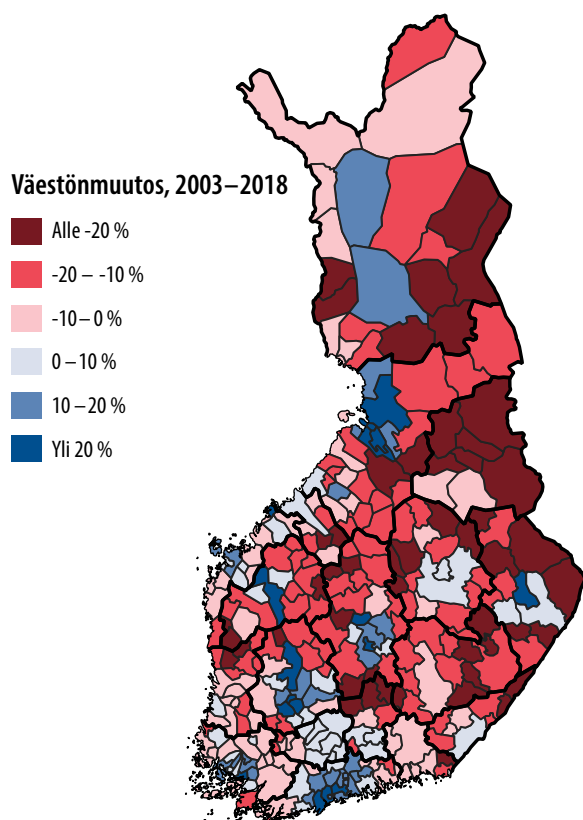 Väestönmuutos, 2003–2018
Alle -20 %
-20 – -10 %
-10 – 0 %
0 –10 %
10 –20 %
Yli 20 %